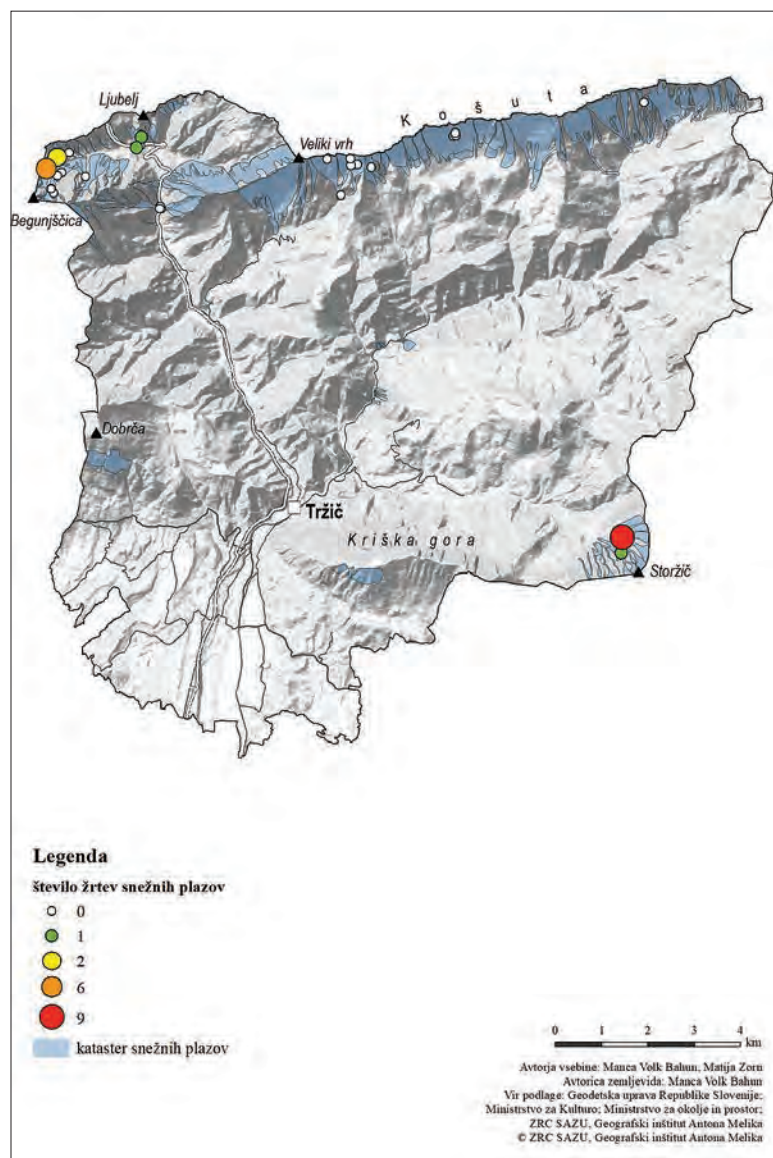 Ljubelj
Košuta
Veliki vrh
Begunjščica
Dobrča
Tržič
Kriška gora
Storžič
Legenda
število žrtev snežnih plazov
0
1
2
6
9
kataster snežnih plazov
0 1 2 3 4
km
Avtorja vsebine: Manca Volk Bahun, Matija Zorn
Avtorica zemljevida: Manca Volk Bahun
Vir podlage: Geodetska uprava Republike Slovenije;
Ministrstvo za Kulturo; Ministrstvo za okolje in prostor;
ZRC SAZU, Geografski inštitut Antona Melika
© ZRC SAZU, Geografski inštitut Antona Melika